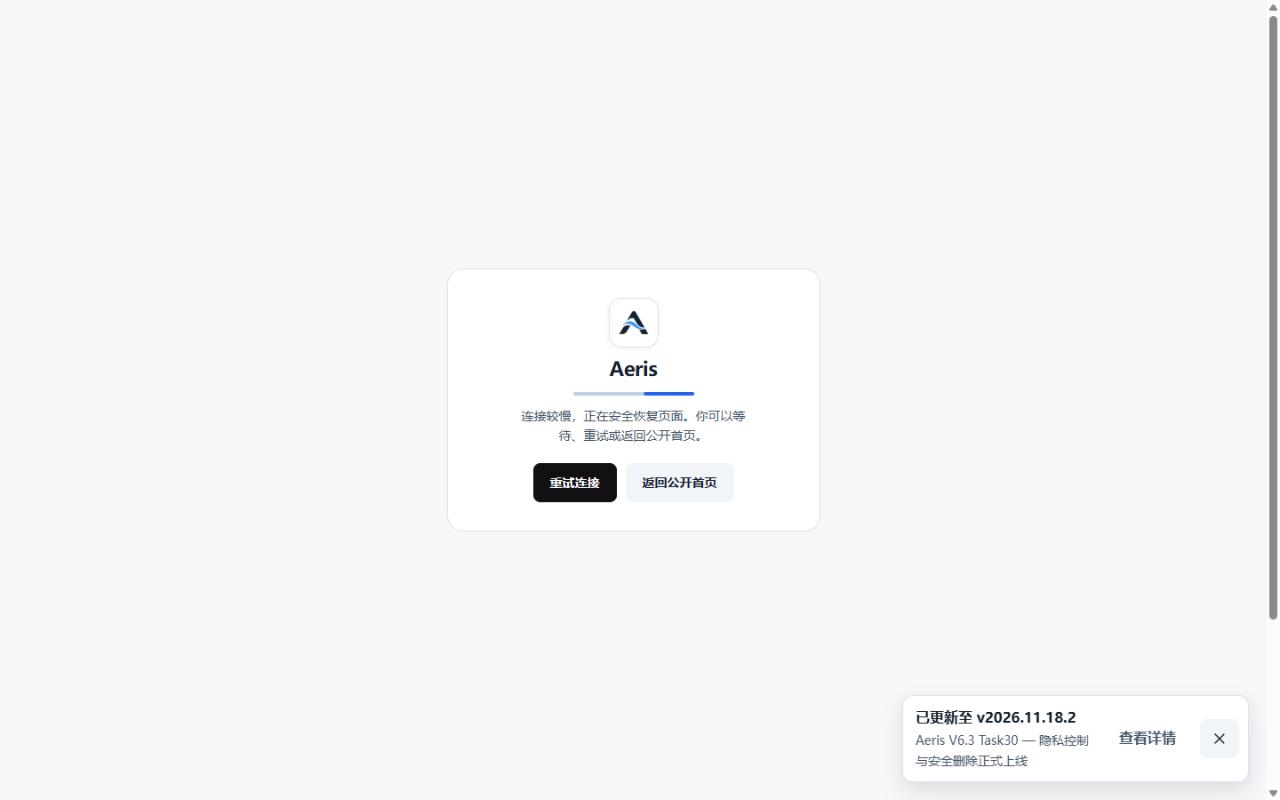 Aeris
连接较慢，正在安全恢复页面。你可以等
待、重试或返回公开首页。
重试连接
返回公开首页
已更新至 v2026.11.18.2
Aeris V6.3 Task30 — 隐私控制
与安全删除正式上线
查看详情